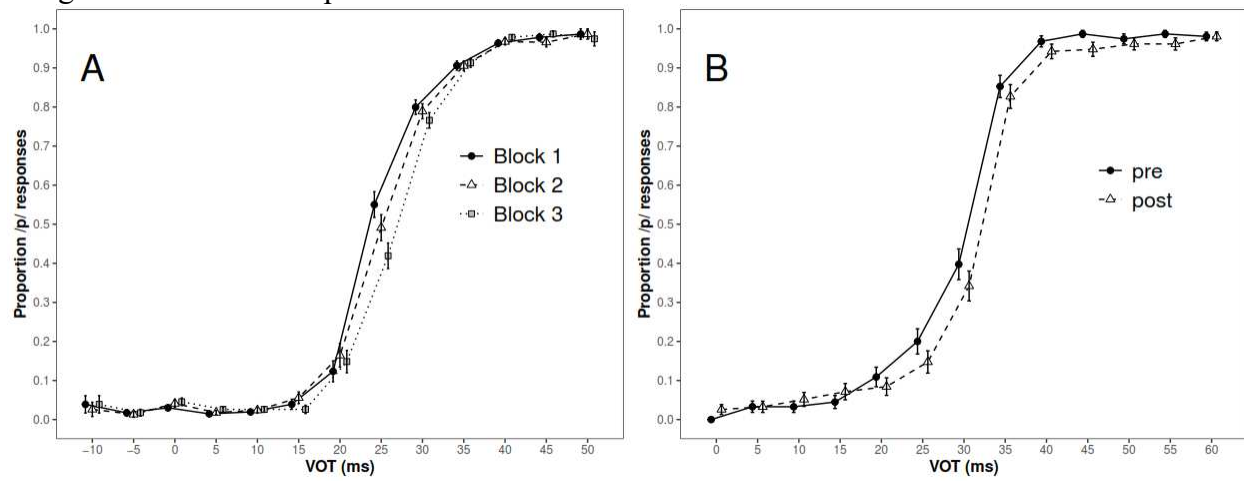 A
Proportion /p/ responses
1.0
0.9
0.8
0.7
0.6
0.5
0.4
0.3
0.2
0.1
0.0
Block 1
Block 2
Block 3
−10 −5 0 5 10 15 20 25 30 35 40 45 50
VOT (ms)
B
Proportion /p/ responses
1.0
0.9
0.8
0.7
0.6
0.5
0.4
0.3
0.2
0.1
0.0
pre
post
0 5 10 15 20 25 30 35 40 45 50 55 60
VOT (ms)